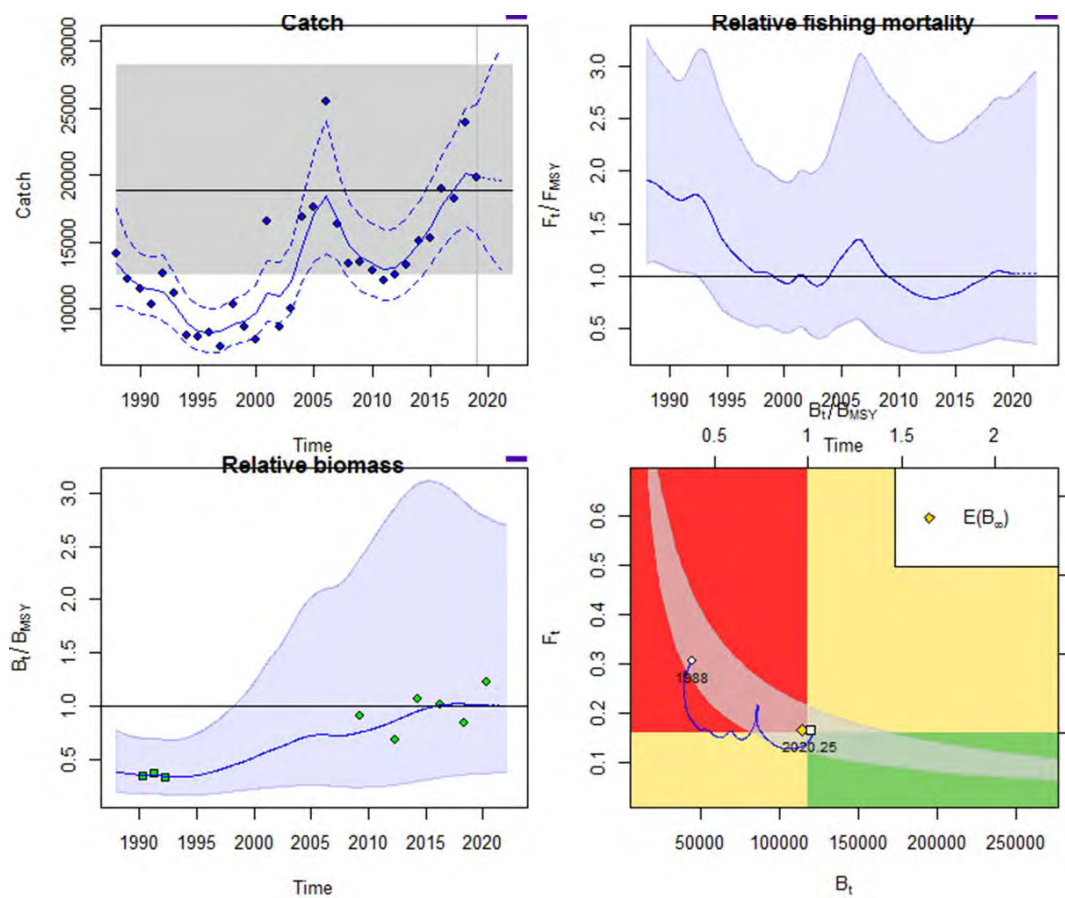 Catch
30000
25000
20000
15000
10000
Catch
1990 1995 2000 2005 2010 2015 2020
Time
Relative fishing mortality
3.0
2.5
2.0
1.5
1.0
0.5
Ft/FMSY
1990 1995 2000 2005 2010 2015 2020
Time
Relative biomass
3.0
2.5
2.0
1.5
1.0
0.5
Bt/BMSY
1990 1995 2000 2005 2010 2015 2020
Time
Bt/BMSY
0.5 1 1.5 2
E(B∞)
0.6
0.5
0.4
0.3
0.2
0.1
Ft
1988
2020.25
50000 100000 150000 200000 250000
Bt